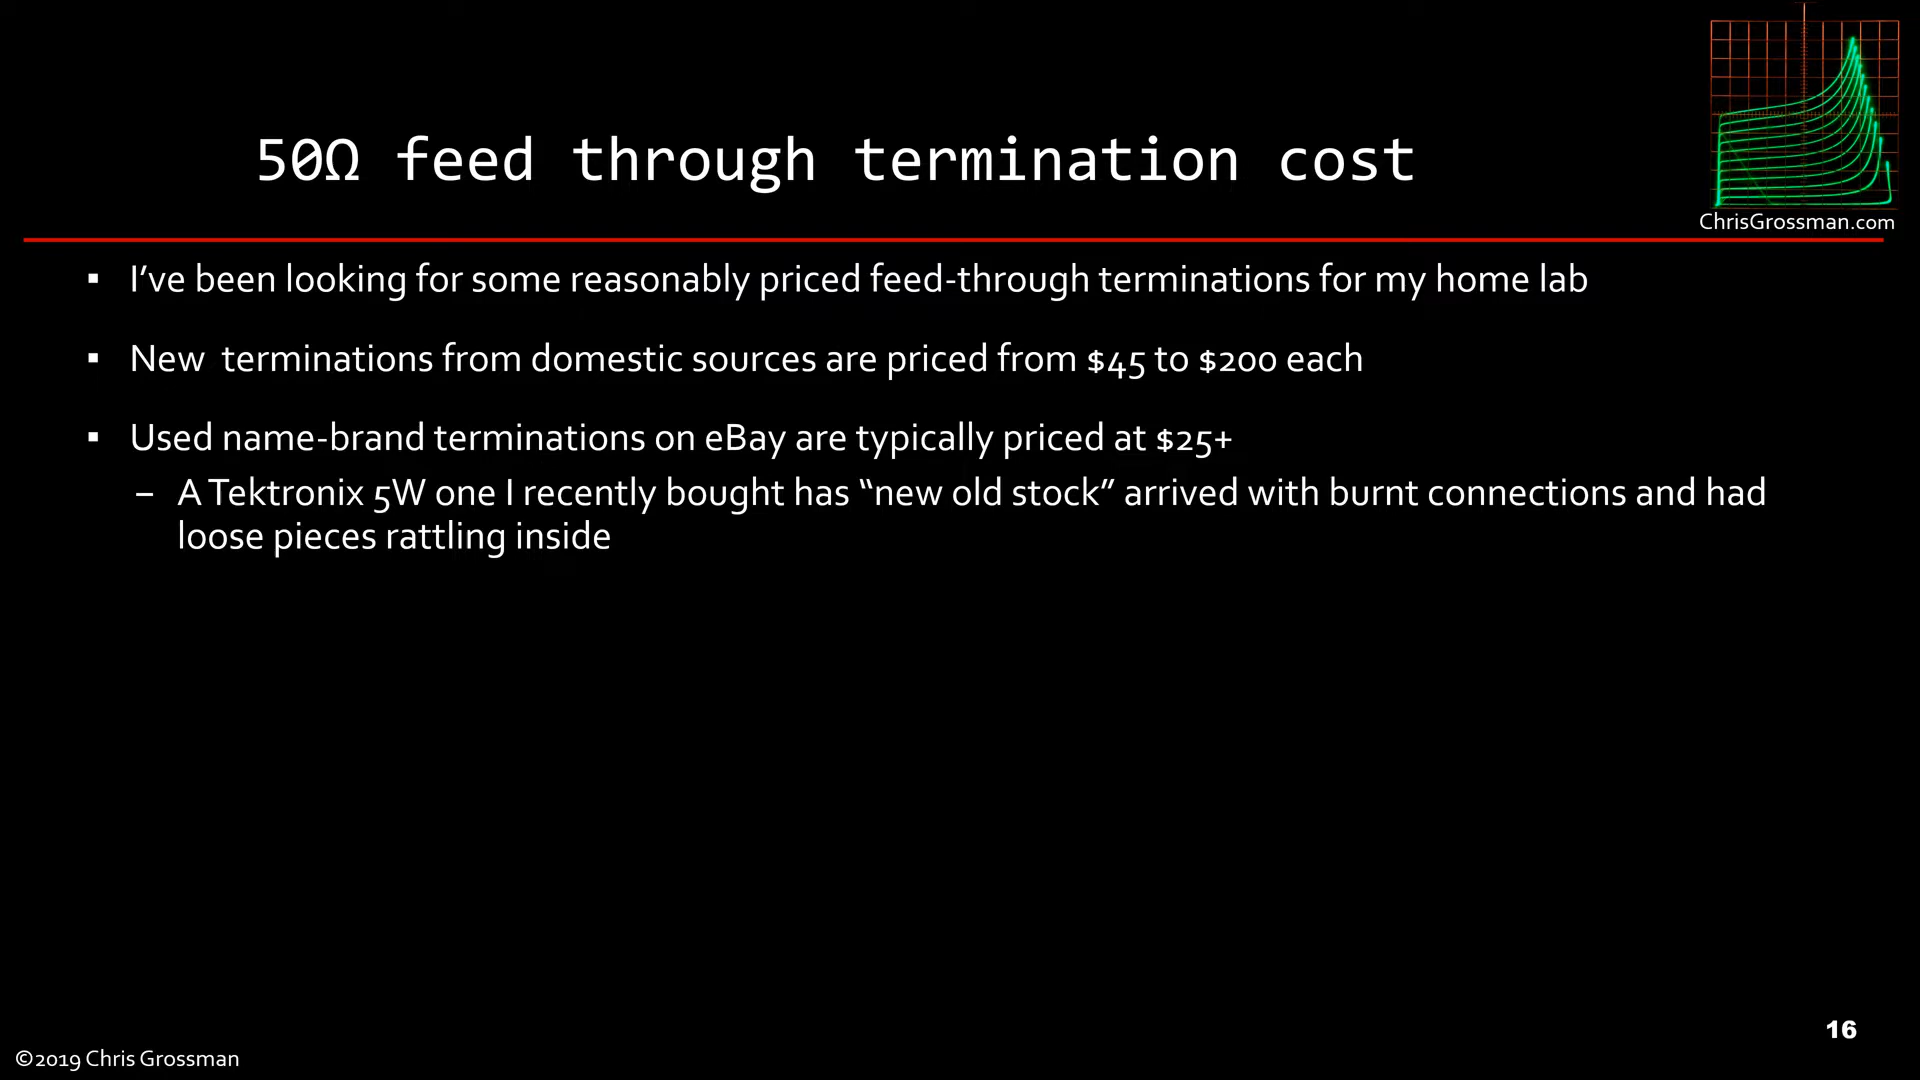 50Ω feed through termination cost
ChrisGrossman.com
▪ I’ve been looking for some reasonably priced feed-through terminations for my home lab
▪ New  terminations from domestic sources are priced from $45 to $200 each
▪ Used name-brand terminations on eBay are typically priced at $25+
– A Tektronix 5W one I recently bought has “new old stock” arrived with burnt connections and had
loose pieces rattling inside
16
©2019 Chris Grossman